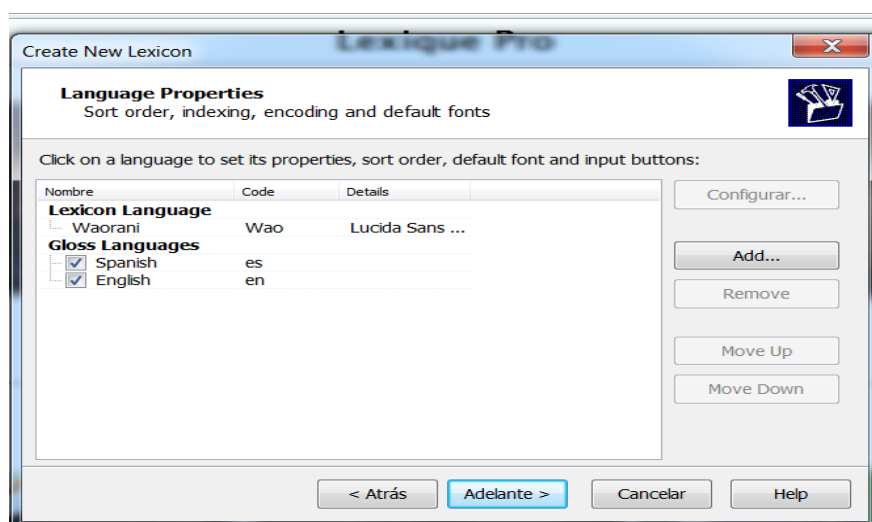 Lexique Pro
Create New Lexicon
Language Properties
Sort order, indexing, encoding and default fonts
Click on a language to set its properties, sort order, default font and input buttons:
Nombre Code Details
Lexicon Language
Waorani Wao Lucida Sans ...
Gloss Languages
Spanish es
English en
Configurar...
Add...
Remove
Move Up
Move Down
< Atrás Adelante > Cancelar Help